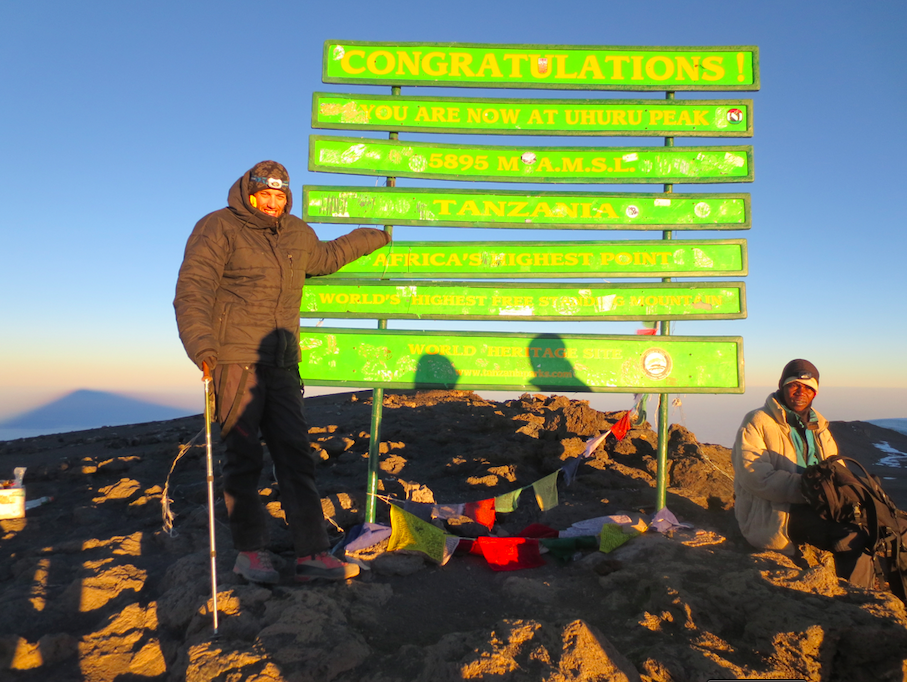 CONGRATULATIONS !
YOU ARE NOW AT UHURU PEAK
5895 M. A.M.S.L.
TANZANIA
AFRICA'S HIGHEST POINT
WORLD'S HIGHEST FREE STANDING MOUNTAIN
WORLD HERITAGE SITE